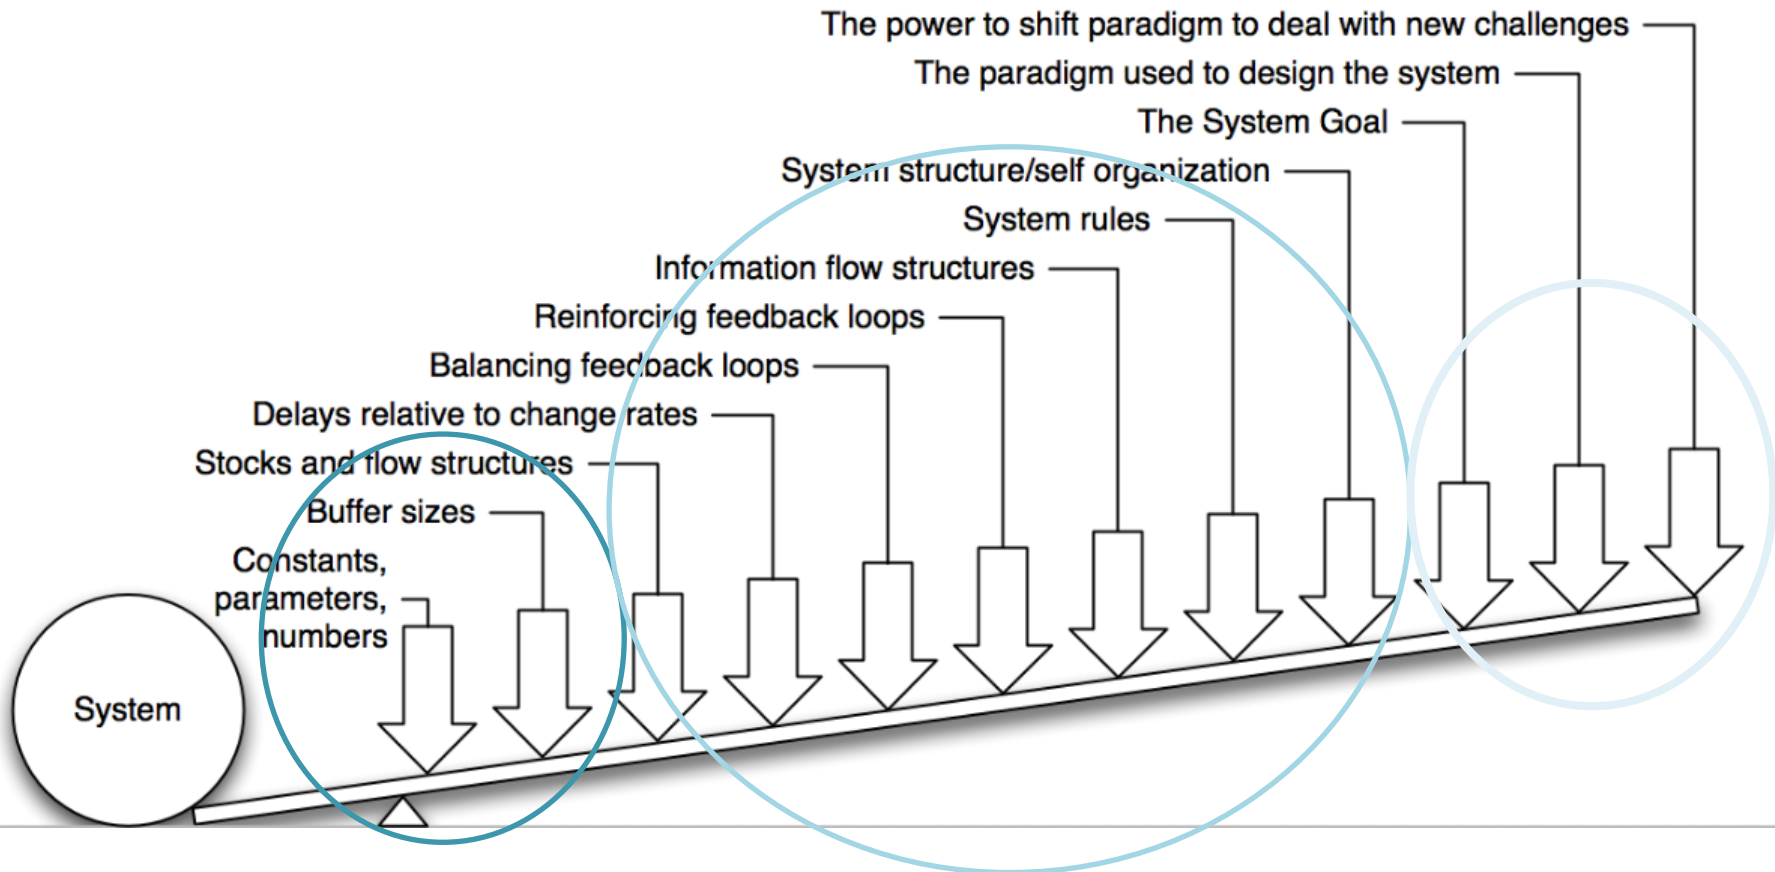 The power to shift paradigm to deal with new challenges
The paradigm used to design the system
The System Goal
System structure/self organization
System rules
Information flow structures
Reinforcing feedback loops
Balancing feedback loops
Delays relative to change rates
Stocks and flow structures
Buffer sizes
Constants,
parameters,
numbers
System